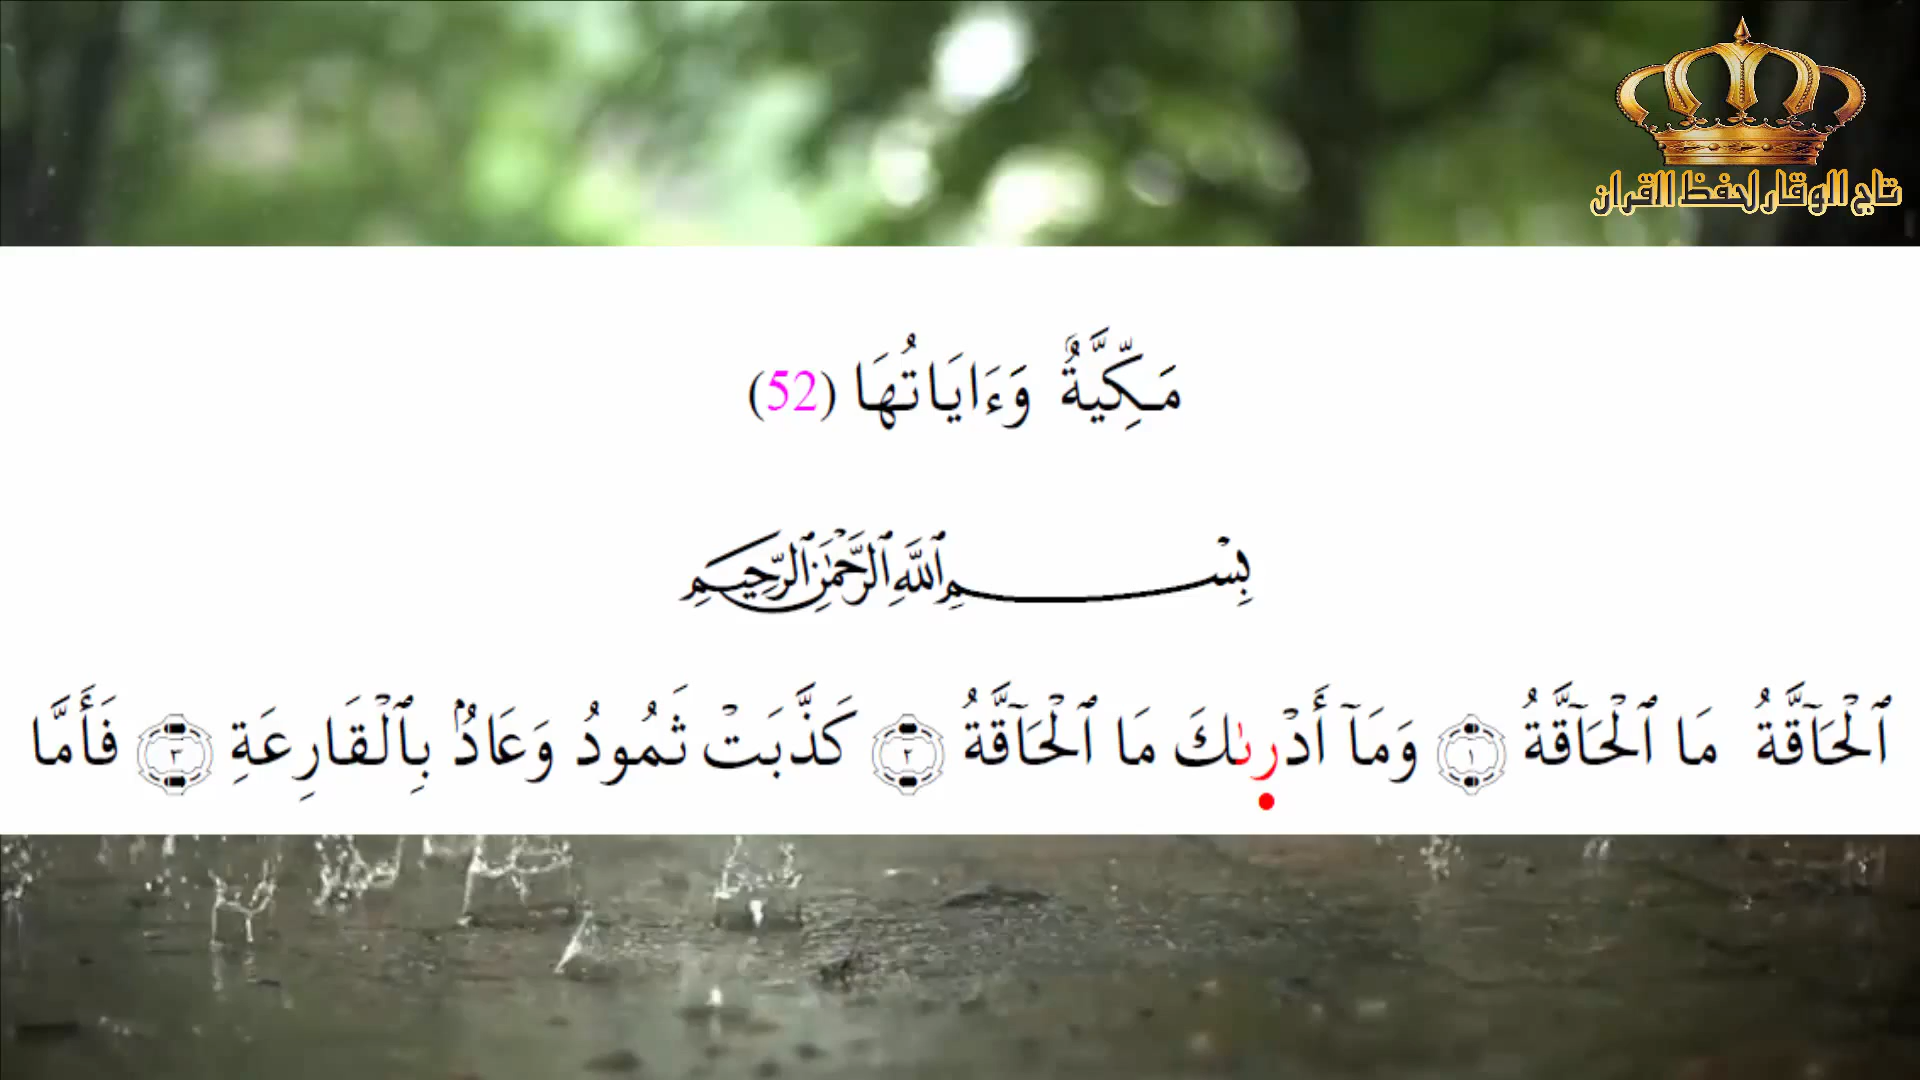 تاج الوقار لحفظ القران
مَكِّيَّةٌ وَءَايَاتُهَا (52)
بِسْمِ ٱللَّهِ ٱلرَّحْمَٰنِ ٱلرَّحِيمِ
ٱلْحَآقَّةُ مَا ٱلْحَآقَّةُ ١ وَمَآ أَدْرِىٰكَ مَا ٱلْحَآقَّةُ ٢ كَذَّبَتْ ثَمُودُ وَعَادُۢ بِٱلْقَارِعَةِ ٣ فَأَمَّا